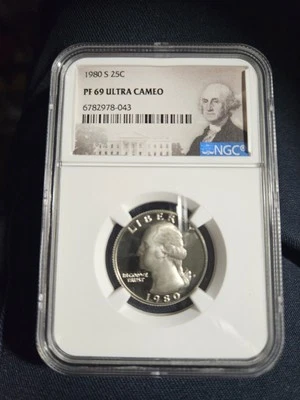 1980 S 25C
PF 69 ULTRA CAMEO
6782978-043
NGC
LIBERTY
IN GOD WE
TRUST
1980